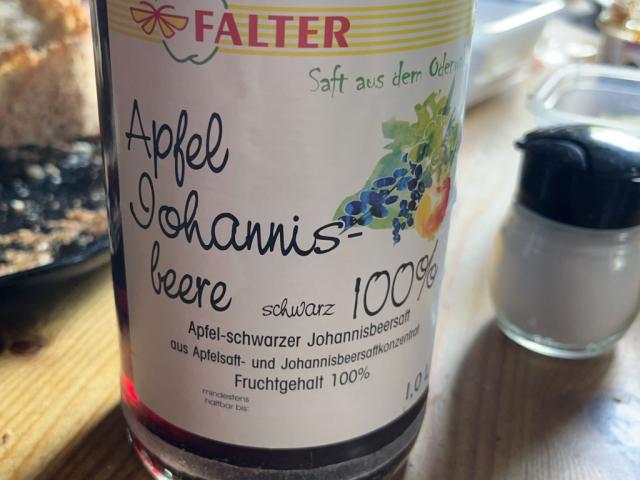 FALTER
Saft aus dem
Apfel
Johannis-
beere schwarz 100%
Apfel-schwarzer Johannisbeersaft
aus Apfelsaft- und Johannisbeersaftkonzentrat
Fruchtgehalt 100%
mindestens
haltbar bis:
1.0 L